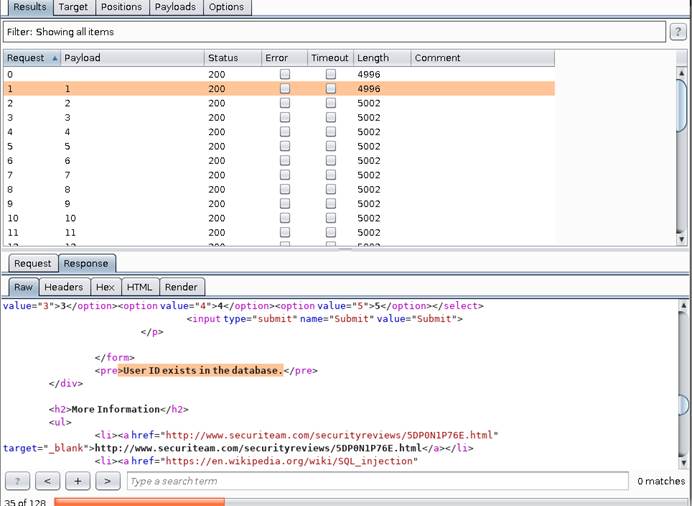 Results Target Positions Payloads Options
Filter: Showing all items ?
Request Payload Status Error Timeout Length Comment
0 200 4996
1 1 200 4996
2 2 200 5002
3 3 200 5002
4 4 200 5002
5 5 200 5002
6 6 200 5002
7 7 200 5002
8 8 200 5002
9 9 200 5002
10 10 200 5002
11 11 200 5002
12 12 200 5002
Request Response
Raw Headers Hex HTML Render
value="3">3</option><option value="4">4</option><option value="5">5</option></select>
<input type="submit" name="Submit" value="Submit">
</p>
</form>
<pre>User ID exists in the database.</pre>
</div>
<h2>More Information</h2>
<ul>
<li><a href="http://www.securiteam.com/securityreviews/5DP0N1P76E.html"
target="_blank">http://www.securiteam.com/securityreviews/5DP0N1P76E.html</a></li>
<li><a href="https://en.wikipedia.org/wiki/SQL_injection"
? < + > Type a search term 0 matches
35 of 128